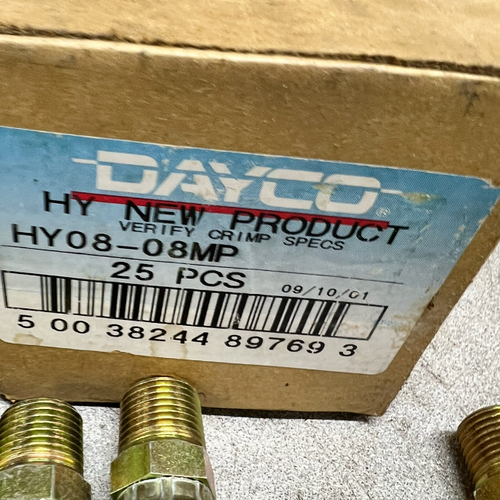 DAYCO®
HY NEW PRODUCT
VERIFY CRIMP SPECS
HY08-08MP
25 PCS 09/10/01
5 00 38244 89769 3